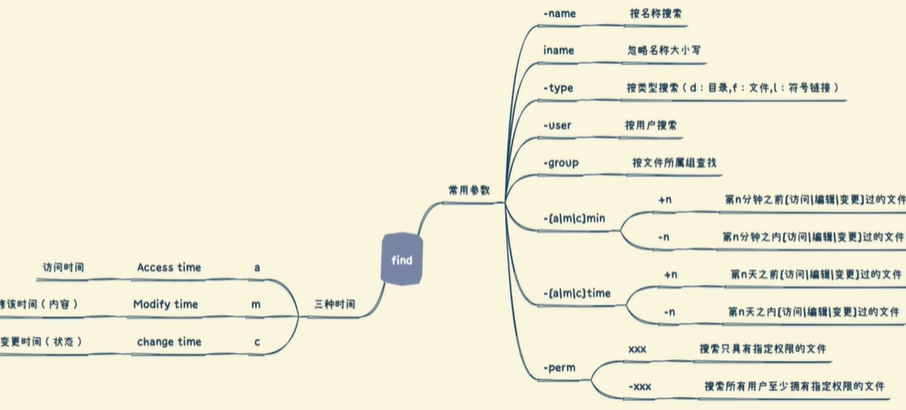 -name 按名称搜索
iname 忽略名称大小写
-type 按类型搜索（d：目录,f：文件,l：符号链接）
-user 按用户搜索
-group 按文件所属组查找
常用参数
-[a|m|c]min
+n 第n分钟之前[访问|编辑|变更]过的文件
-n 第n分钟之内[访问|编辑|变更]过的文件
-[a|m|c]time
+n 第n天之前[访问|编辑|变更]过的文件
-n 第n天之内[访问|编辑|变更]过的文件
-perm
xxx 搜索只具有指定权限的文件
-xxx 搜索所有用户至少拥有指定权限的文件
find
三种时间
访问时间 Access time a
该时间（内容） Modify time m
变更时间（状态） change time c